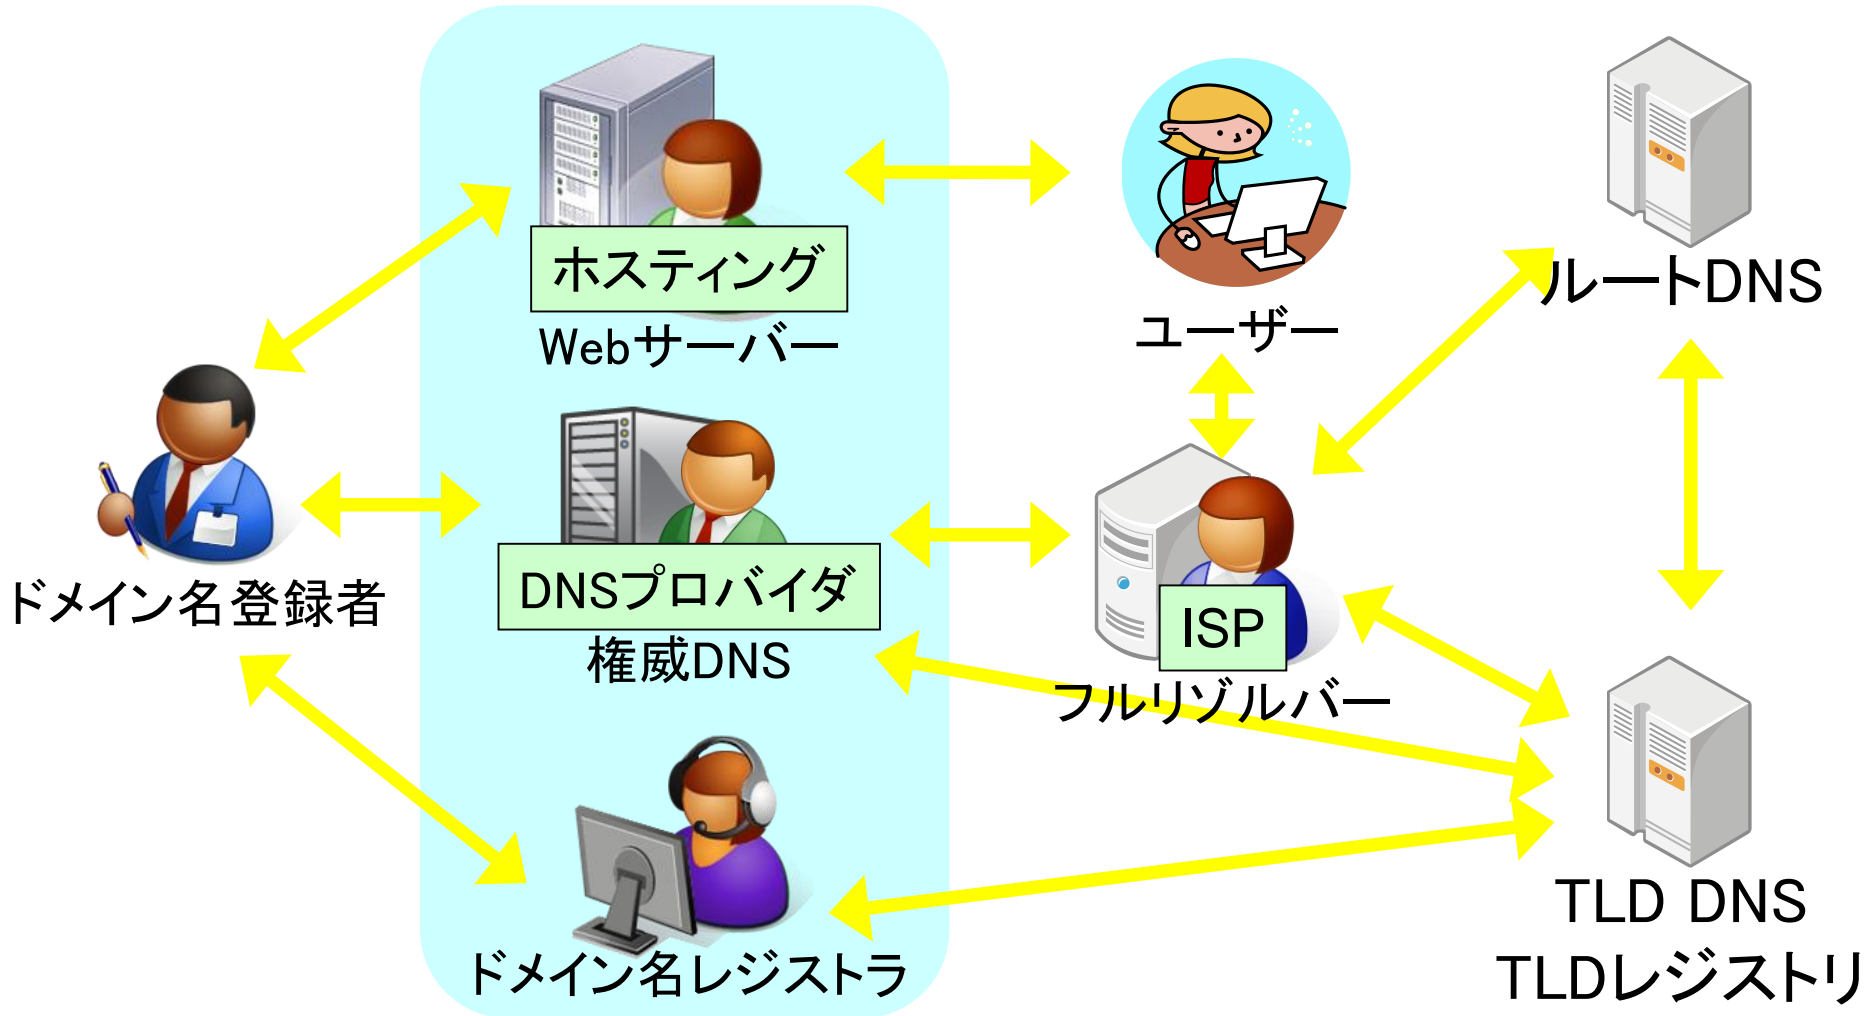 ホスティング
Webサーバー
ユーザー
ルートDNS
ドメイン名登録者
DNSプロバイダ
権威DNS
ISP
フルリゾルバー
ドメイン名レジストラ
TLD DNS
TLDレジストリ